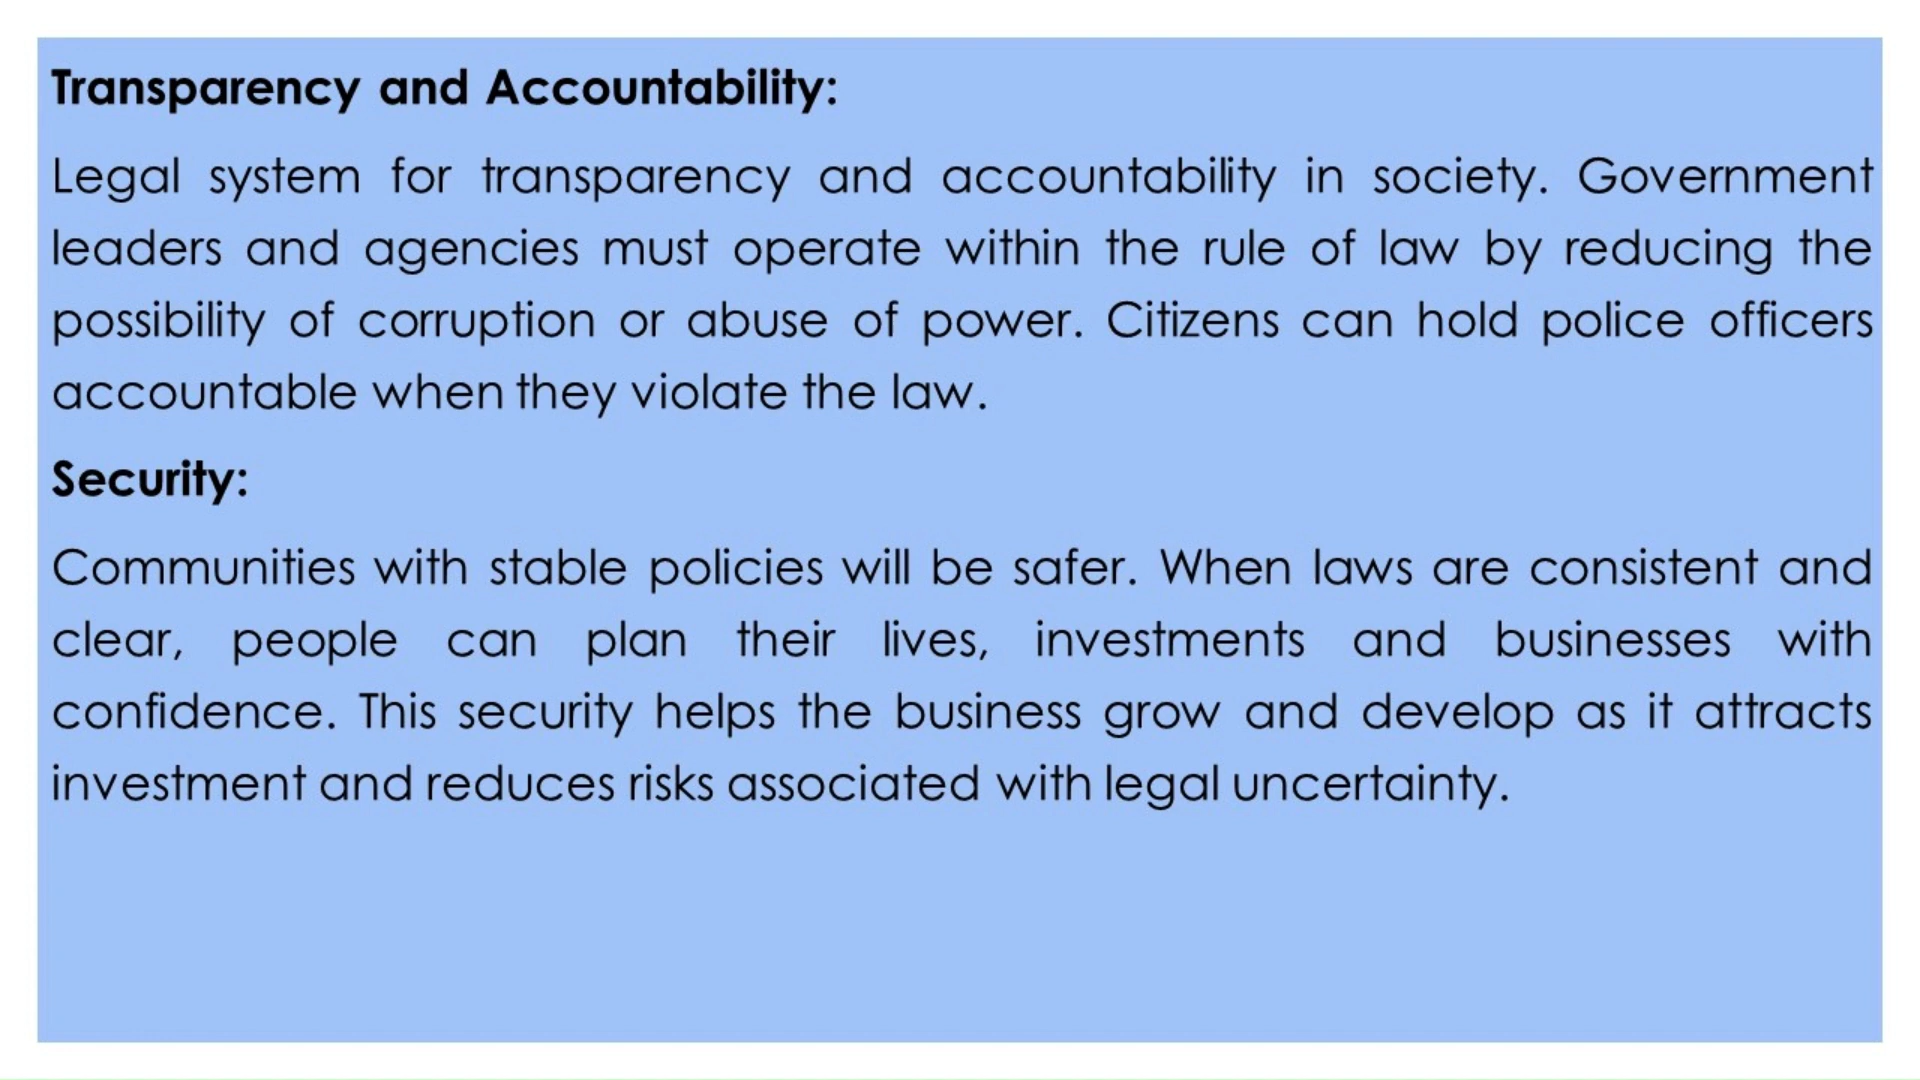 Transparency and Accountability:
Legal system for transparency and accountability in society. Government
leaders and agencies must operate within the rule of law by reducing the
possibility of corruption or abuse of power. Citizens can hold police officers
accountable when they violate the law.
Security:
Communities with stable policies will be safer. When laws are consistent and
clear, people can plan their lives, investments and businesses with
confidence. This security helps the business grow and develop as it attracts
investment and reduces risks associated with legal uncertainty.